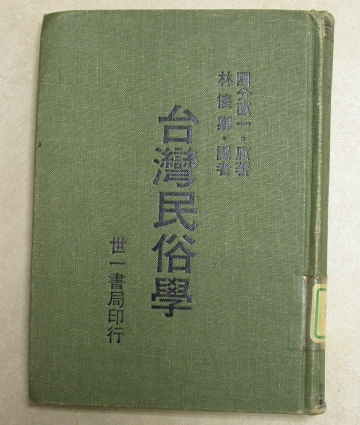 國分直一・原著
林懷卿・譯者
台灣民俗學
世一書局印行